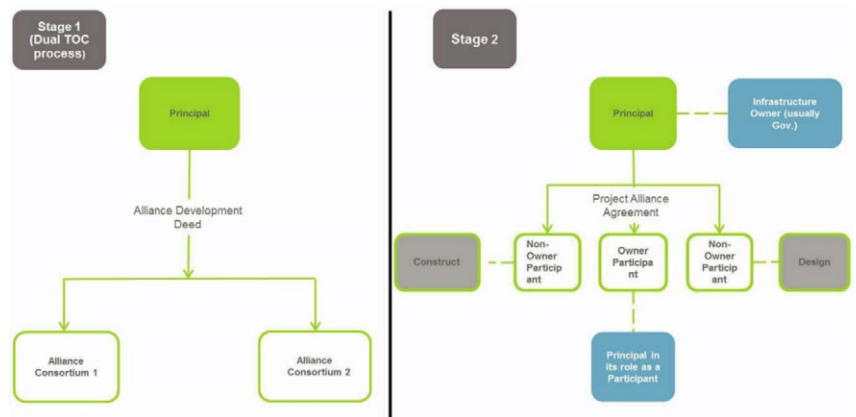 Stage 1
(Dual TOC
process)
Principal
Alliance Development
Deed
Alliance
Consortium 1
Alliance
Consortium 2
Stage 2
Principal
Infrastructure
Owner (usually
Gov.)
Project Alliance
Agreement
Construct
Non-
Owner
Particip
ant
Owner
Participa
nt
Non-
Owner
Particip
ant
Design
Principal in
its role as a
Participant